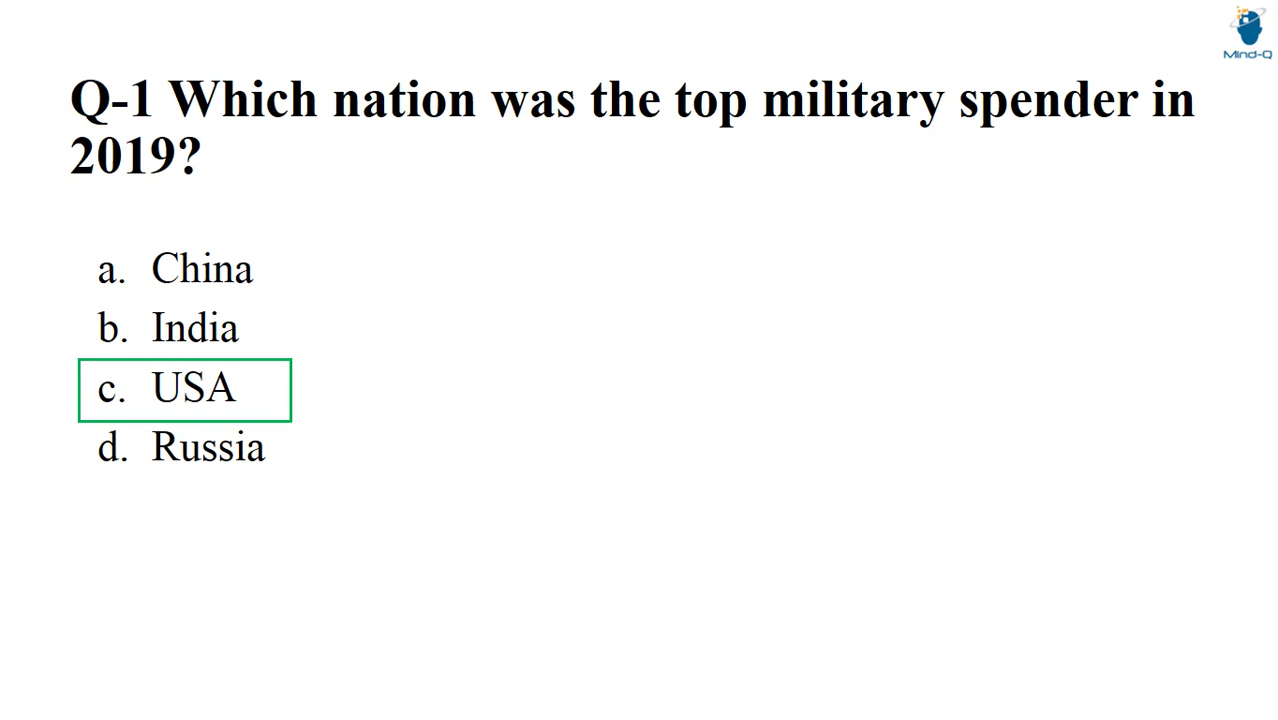 Mind-Q
Q-1 Which nation was the top military spender in
2019?
a. China
b. India
c. USA
d. Russia